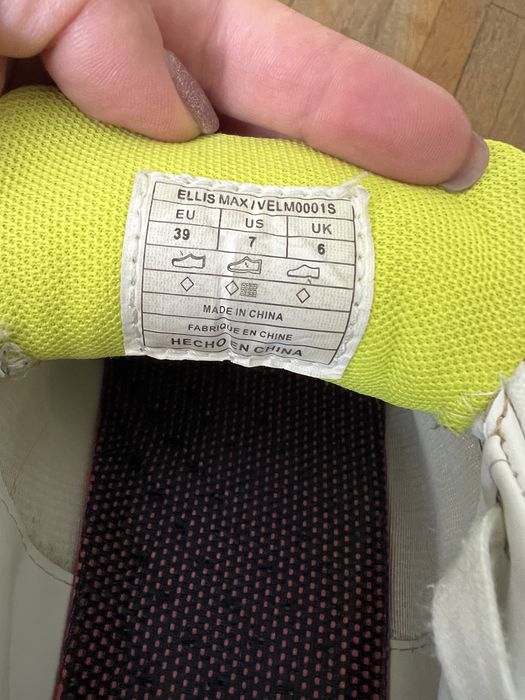 ELLIS MAX/VELM0001S
EU US UK
39 7 6
MADE IN CHINA
FABRIQUE EN CHINE
HECHO EN CHINA